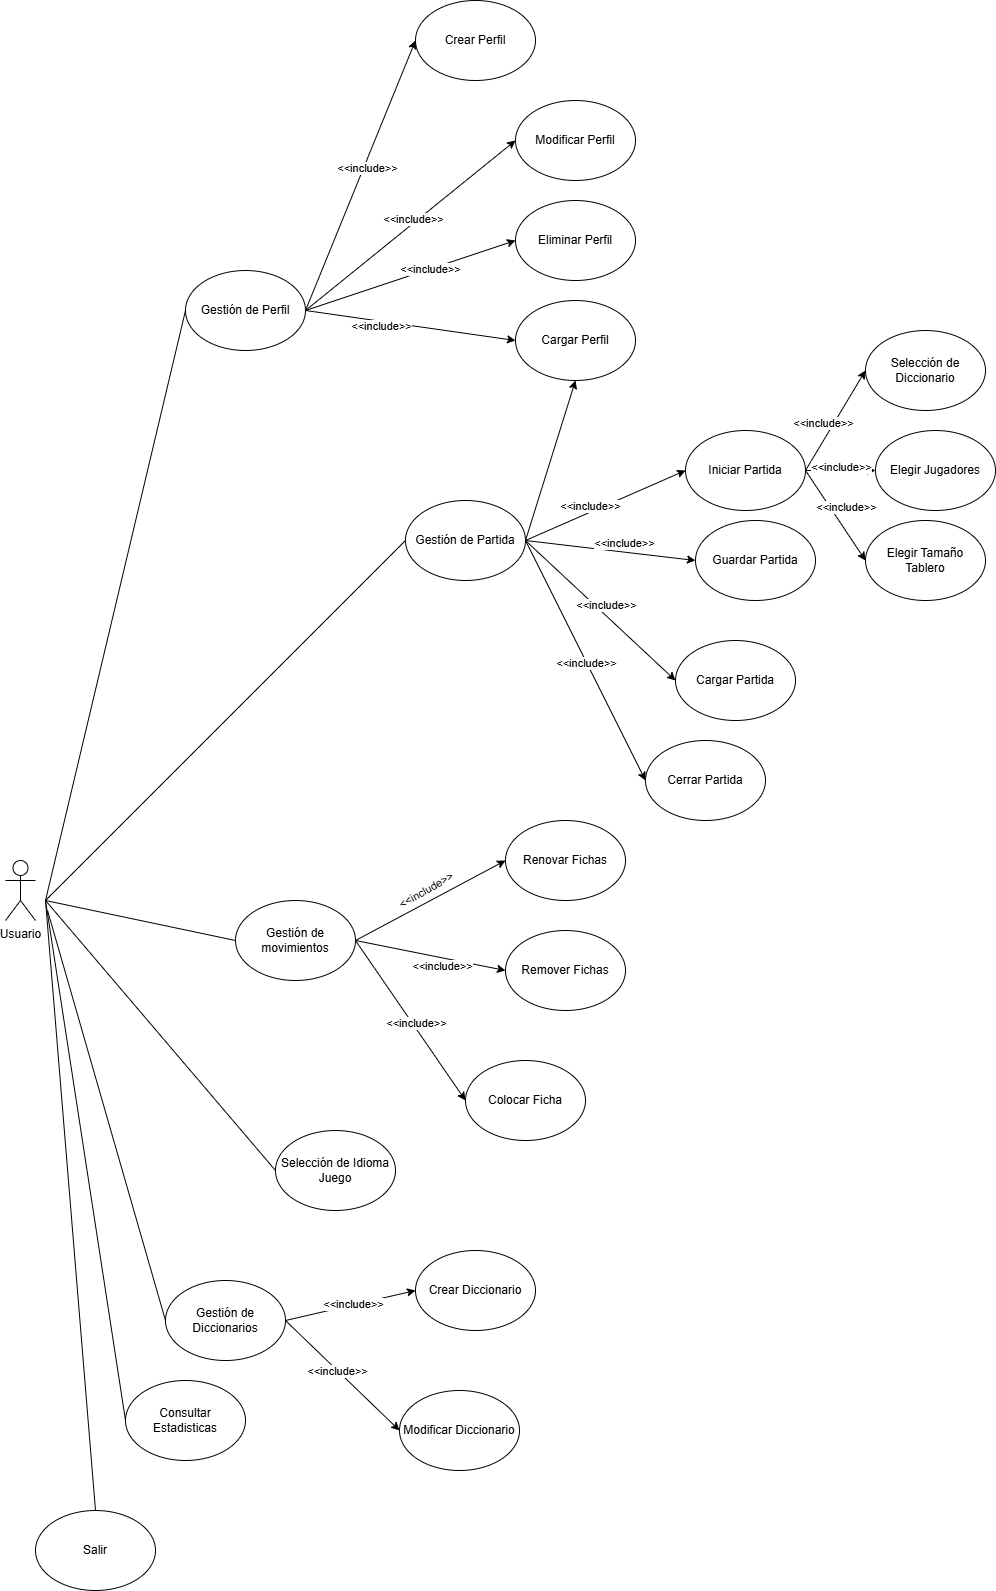 Crear Perfil
<<include>>
Modificar Perfil
<<include>>
Eliminar Perfil
<<include>>
Gestión de Perfil
<<include>>
Cargar Perfil
Selección de
Diccionario
<<include>>
Iniciar Partida
<<include>>
Elegir Jugadores
<<include>>
<<include>>
Gestión de Partida
<<include>>
Guardar Partida
Elegir Tamaño
Tablero
<<include>>
<<include>>
Cargar Partida
Cerrar Partida
Renovar Fichas
<<include>>
Usuario
Gestión de
movimientos
<<include>>
Remover Fichas
<<include>>
Colocar Ficha
Selección de Idioma
Juego
Crear Diccionario
<<include>>
Gestión de
Diccionarios
<<include>>
Consultar
Estadisticas
Modificar Diccionario
Salir